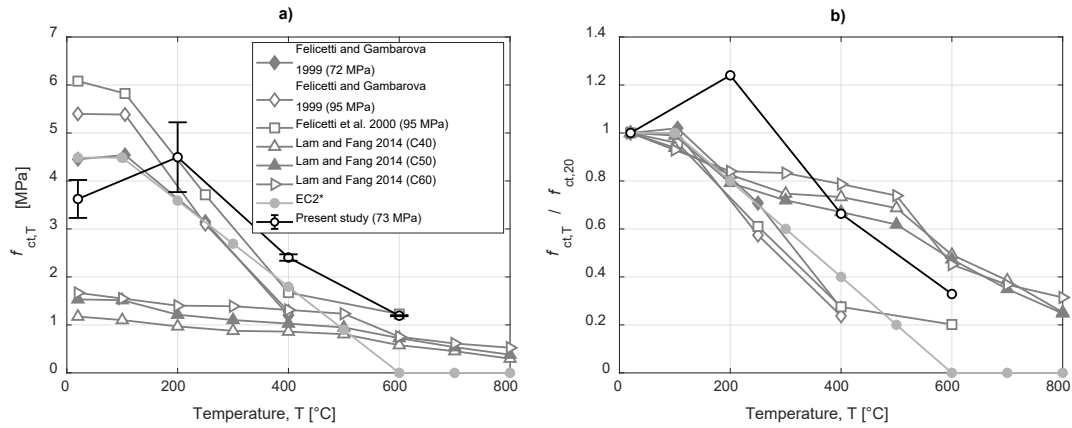 a)
7
6
5
4
3
2
1
0
f ct,T [MPa]
0 200 400 600 800
Temperature, T [°C]
Felicetti and Gambarova
1999 (72 MPa)
Felicetti and Gambarova
1999 (95 MPa)
Felicetti et al. 2000 (95 MPa)
Lam and Fang 2014 (C40)
Lam and Fang 2014 (C50)
Lam and Fang 2014 (C60)
EC2*
Present study (73 MPa)
b)
1.4
1.2
1
0.8
0.6
0.4
0.2
0
f ct,T / f ct,20
0 200 400 600 800
Temperature, T [°C]